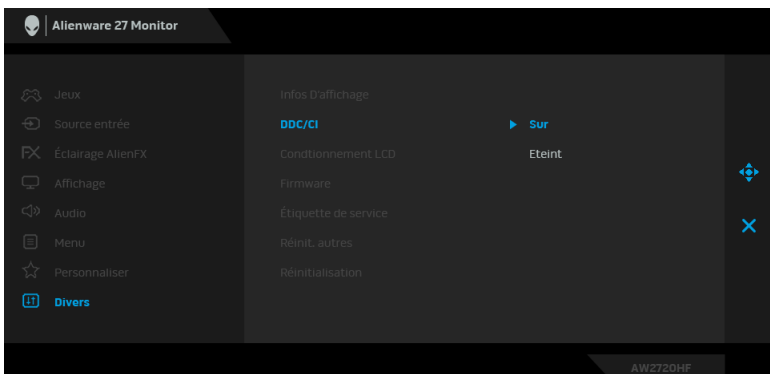 Alienware 27 Monitor
Jeux
Source entrée
Éclairage AlienFX
Affichage
Audio
Menu
Personnaliser
Divers
Infos D'affichage
DDC/CI
Condtionnement LCD
Firmware
Étiquette de service
Réinit. autres
Réinitialisation
Sur
Eteint
AW2720HF